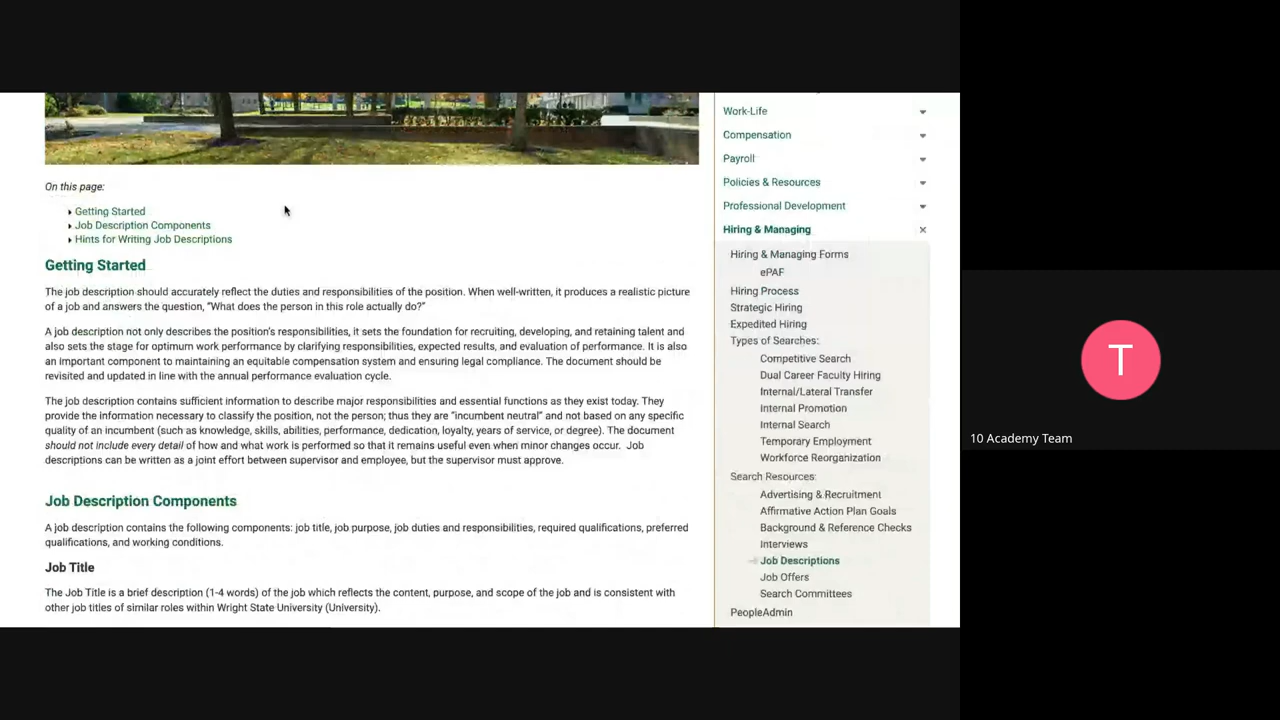 On this page:
Getting Started
Job Description Components
Hints for Writing Job Descriptions
Getting Started
The job description should accurately reflect the duties and responsibilities of the position. When well-written, it produces a realistic picture
of a job and answers the question, "What does the person in this role actually do?"
A job description not only describes the position's responsibilities, it sets the foundation for recruiting, developing, and retaining talent and
also sets the stage for optimum work performance by clarifying responsibilities, expected results, and evaluation of performance. It is also
an important component to maintaining an equitable compensation system and ensuring legal compliance. The document should be
revisited and updated in line with the annual performance evaluation cycle.
The job description contains sufficient information to describe major responsibilities and essential functions as they exist today. They
provide the information necessary to classify the position, not the person; thus they are "incumbent neutral" and not based on any specific
quality of an incumbent (such as knowledge, skills, abilities, performance, dedication, loyalty, years of service, or degree). The document
should not include every detail of how and what work is performed so that it remains useful even when minor changes occur. Job
descriptions can be written as a joint effort between supervisor and employee, but the supervisor must approve.
Job Description Components
A job description contains the following components: job title, job purpose, job duties and responsibilities, required qualifications, preferred
qualifications, and working conditions.
Job Title
The Job Title is a brief description (1-4 words) of the job which reflects the content, purpose, and scope of the job and is consistent with
other job titles of similar roles within Wright State University (University).
Work-Life
Compensation
Payroll
Policies & Resources
Professional Development
Hiring & Managing
Hiring & Managing Forms
ePAF
Hiring Process
Strategic Hiring
Expedited Hiring
Types of Searches:
Competitive Search
Dual Career Faculty Hiring
Internal/Lateral Transfer
Internal Promotion
Internal Search
Temporary Employment
Workforce Reorganization
Search Resources:
Advertising & Recruitment
Affirmative Action Plan Goals
Background & Reference Checks
Interviews
Job Descriptions
Job Offers
Search Committees
PeopleAdmin
T
10 Academy Team